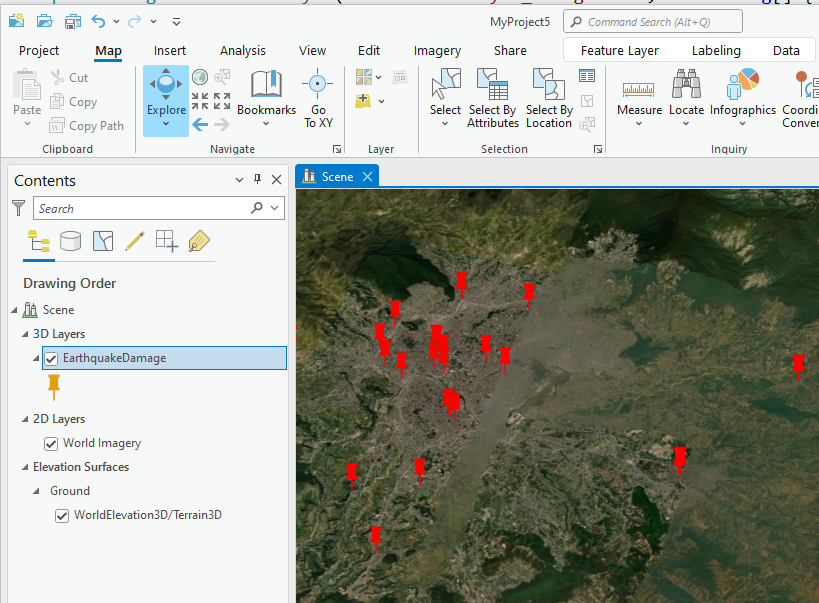 MyProject5
Command Search (Alt+Q)
Project Map Insert Analysis View Edit Imagery Share Feature Layer Labeling Data
Paste
Cut
Copy
Copy Path
Clipboard
Explore
Bookmarks
Go
To XY
Navigate
Layer
Select
Select By
Attributes
Select By
Location
Selection
Measure
Locate
Infographics
Inquiry
Contents
Search
Drawing Order
Scene
3D Layers
EarthquakeDamage
2D Layers
World Imagery
Elevation Surfaces
Ground
WorldElevation3D/Terrain3D
Scene